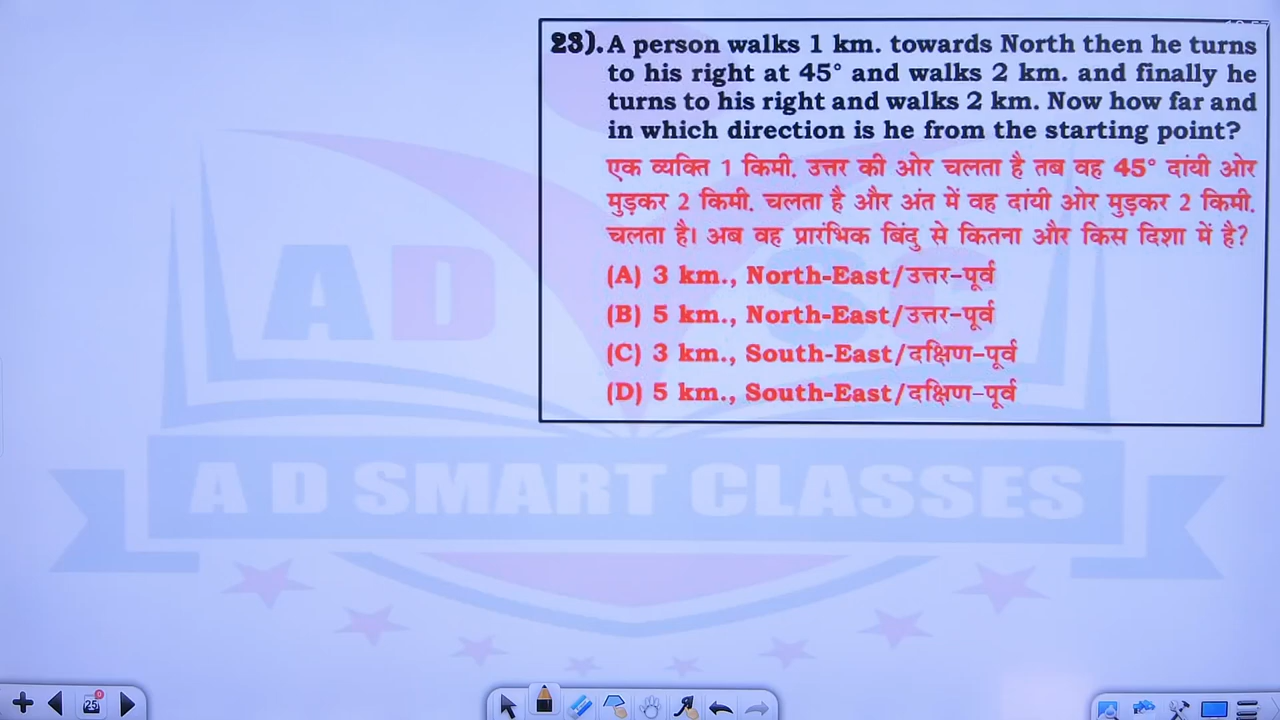 23). A person walks 1 km. towards North then he turns
to his right at 45° and walks 2 km. and finally he
turns to his right and walks 2 km. Now how far and
in which direction is he from the starting point?
एक व्यक्ति 1 किमी. उत्तर की ओर चलता है तब वह 45° दांयी ओर
मुड़कर 2 किमी. चलता है और अंत में वह दांयी ओर मुड़कर 2 किमी.
चलता है। अब वह प्रारंभिक बिंदु से कितना और किस दिशा में है?
(A) 3 km., North-East/उत्तर-पूर्व
(B) 5 km., North-East/उत्तर-पूर्व
(C) 3 km., South-East/दक्षिण-पूर्व
(D) 5 km., South-East/दक्षिण-पूर्व
AD SC
A D SMART CLASSES
25